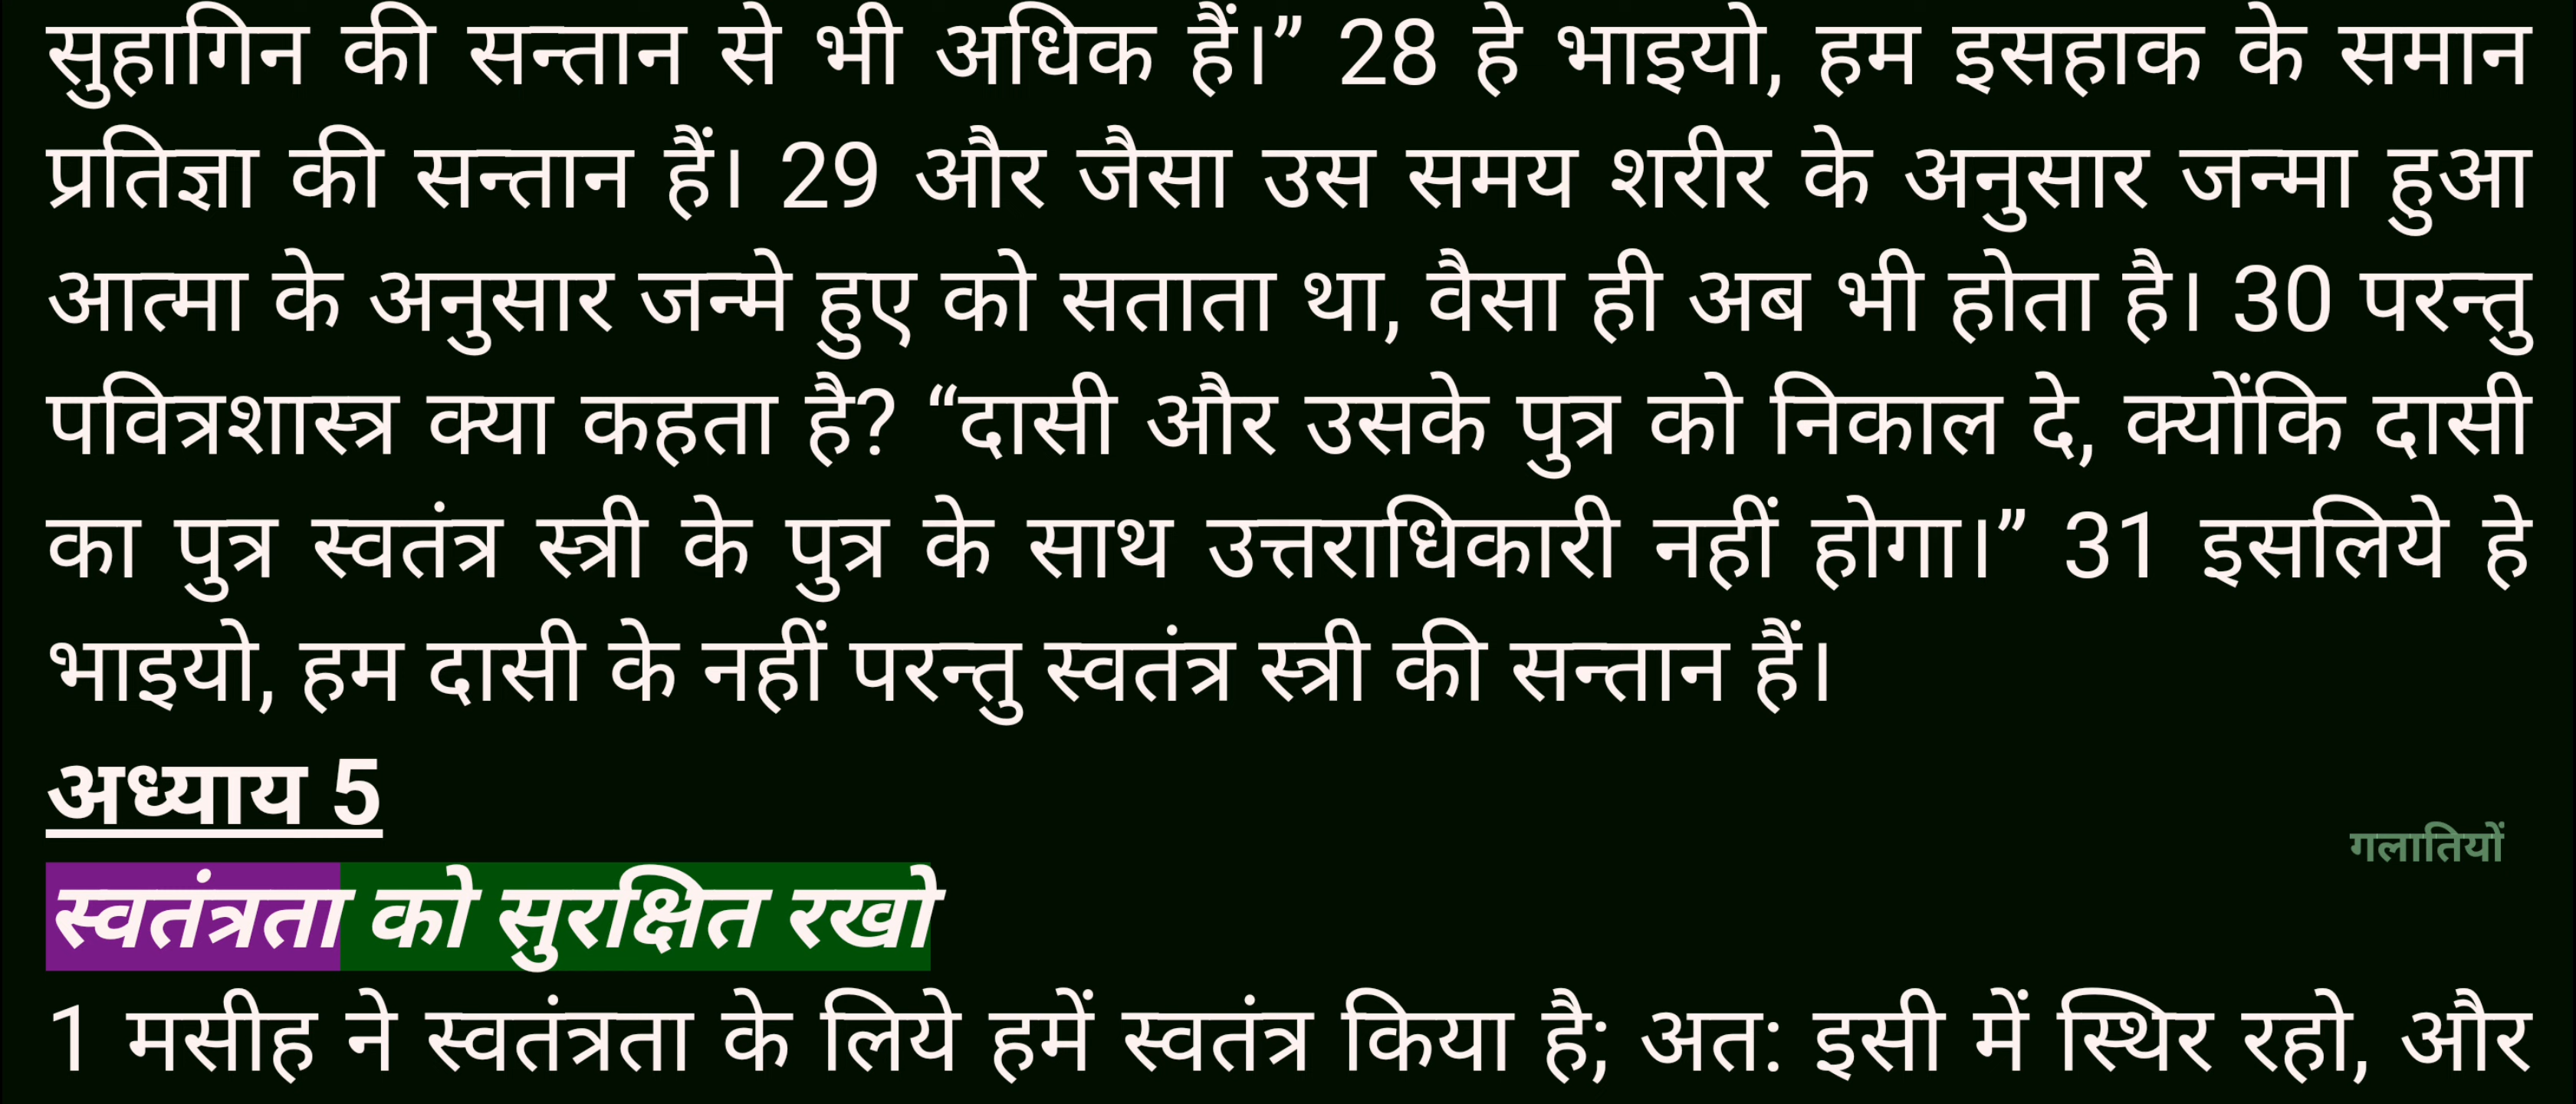 सुहागिन की सन्तान से भी अधिक हैं।” 28 हे भाइयो, हम इसहाक के समान
प्रतिज्ञा की सन्तान हैं। 29 और जैसा उस समय शरीर के अनुसार जन्मा हुआ
आत्मा के अनुसार जन्मे हुए को सताता था, वैसा ही अब भी होता है। 30 परन्तु
पवित्रशास्त्र क्या कहता है? “दासी और उसके पुत्र को निकाल दे, क्योंकि दासी
का पुत्र स्वतंत्र स्त्री के पुत्र के साथ उत्तराधिकारी नहीं होगा।” 31 इसलिये हे
भाइयो, हम दासी के नहीं परन्तु स्वतंत्र स्त्री की सन्तान हैं।
अध्याय 5
गलातियों
स्वतंत्रता को सुरक्षित रखो
1 मसीह ने स्वतंत्रता के लिये हमें स्वतंत्र किया है; अत: इसी में स्थिर रहो, और